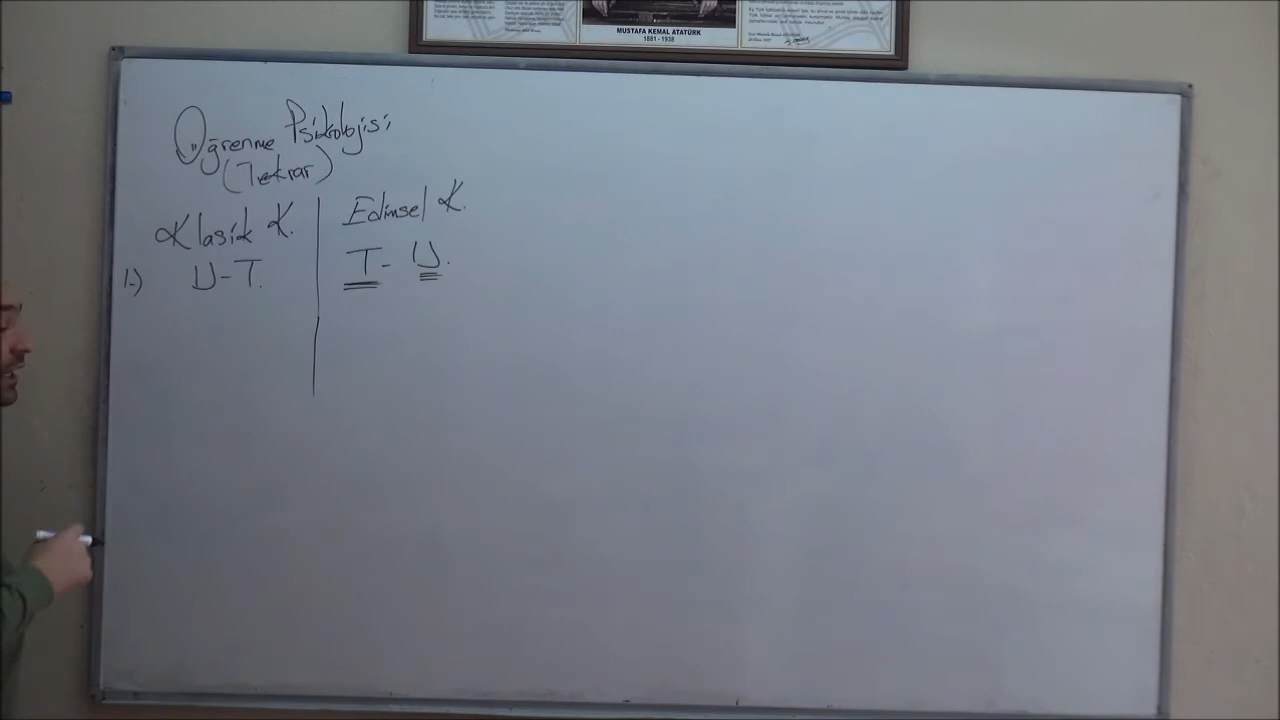 MUSTAFA KEMAL ATATÜRK
1881 - 1938
Öğrenme Psikolojisi
(Tekrar)
Klasik K.
Edimsel K.
1-) U-T.
T- U.